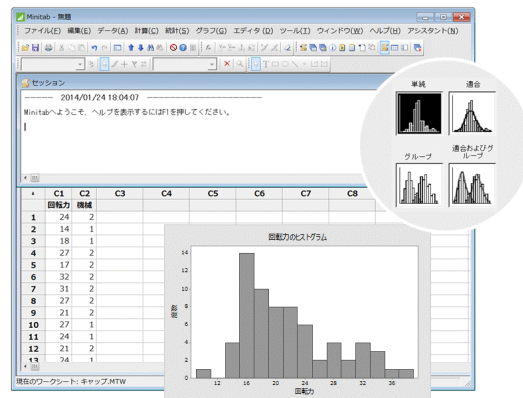 Minitab - 無題
ファイル(F) 編集(E) データ(A) 計算(C) 統計(S) グラフ(G) エディタ(D) ツール(T) ウィンドウ(W) ヘルプ(H) アシスタント(N)
セッション
2014/01/24 18:04:07
Minitabへようこそ、ヘルプを表示するにはF1を押してください。
単純 適合
グループ 適合およびグループ
C1 C2 C3 C4 C5 C6 C7 C8
回転力 機械
1 24 2
2 14 1
3 18 1
4 27 2
5 17 2
6 32 2
7 31 2
8 27 2
9 21 2
10 27 1
11 24 1
12 21 2
13 24 1
回転力のヒストグラム
14
12
10
8
6
4
2
0
度数
12 16 20 24 28 32 36
回転力
現在のワークシート: キャップ.MTW